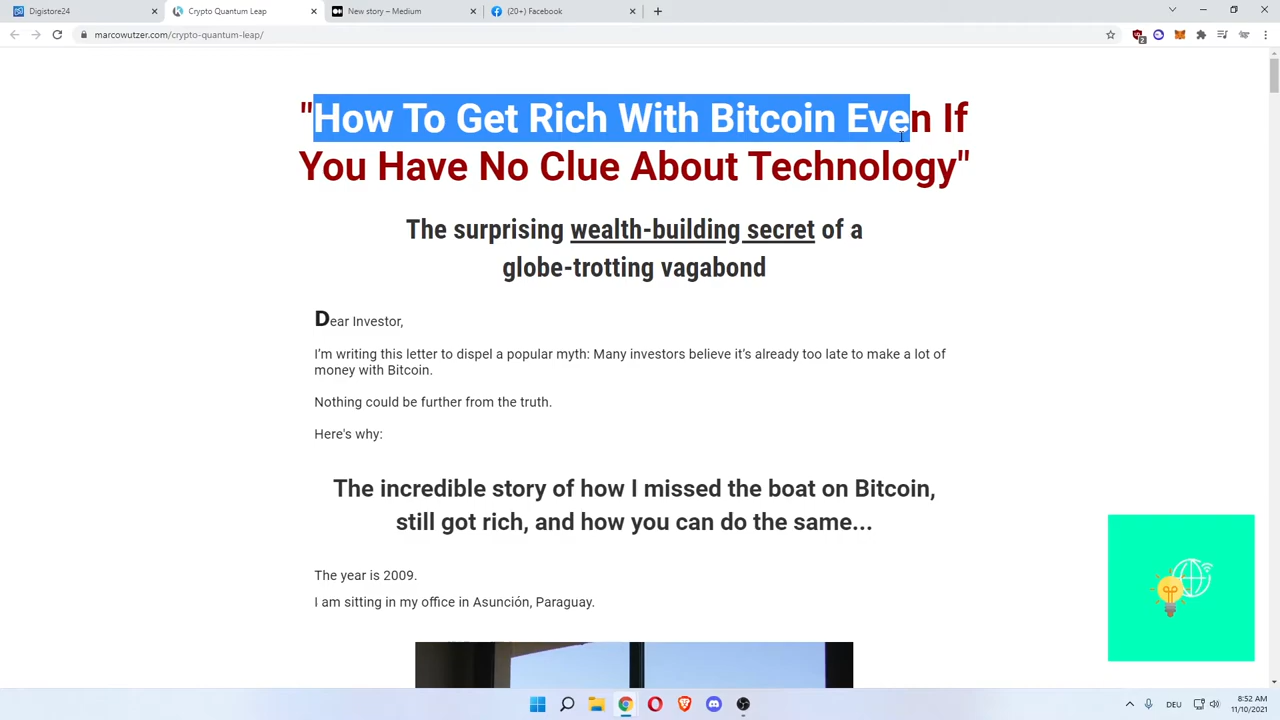 Digistore24
Crypto Quantum Leap
New story – Medium
(20+) Facebook
marcowutzer.com/crypto-quantum-leap/
2
"How To Get Rich With Bitcoin Even If
You Have No Clue About Technology"
The surprising wealth-building secret of a
globe-trotting vagabond
Dear Investor,
I'm writing this letter to dispel a popular myth: Many investors believe it's already too late to make a lot of
money with Bitcoin.
Nothing could be further from the truth.
Here's why:
The incredible story of how I missed the boat on Bitcoin,
still got rich, and how you can do the same...
The year is 2009.
I am sitting in my office in Asunción, Paraguay.
DEU
8:52 AM
11/10/2021